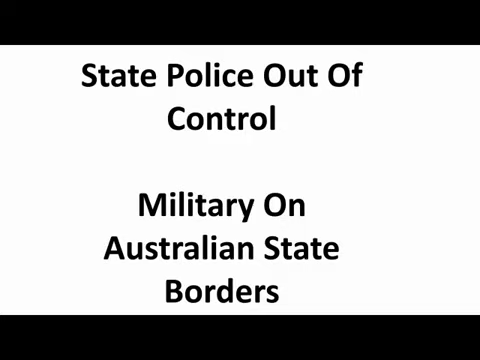 State Police Out Of
Control
Military On
Australian State
Borders